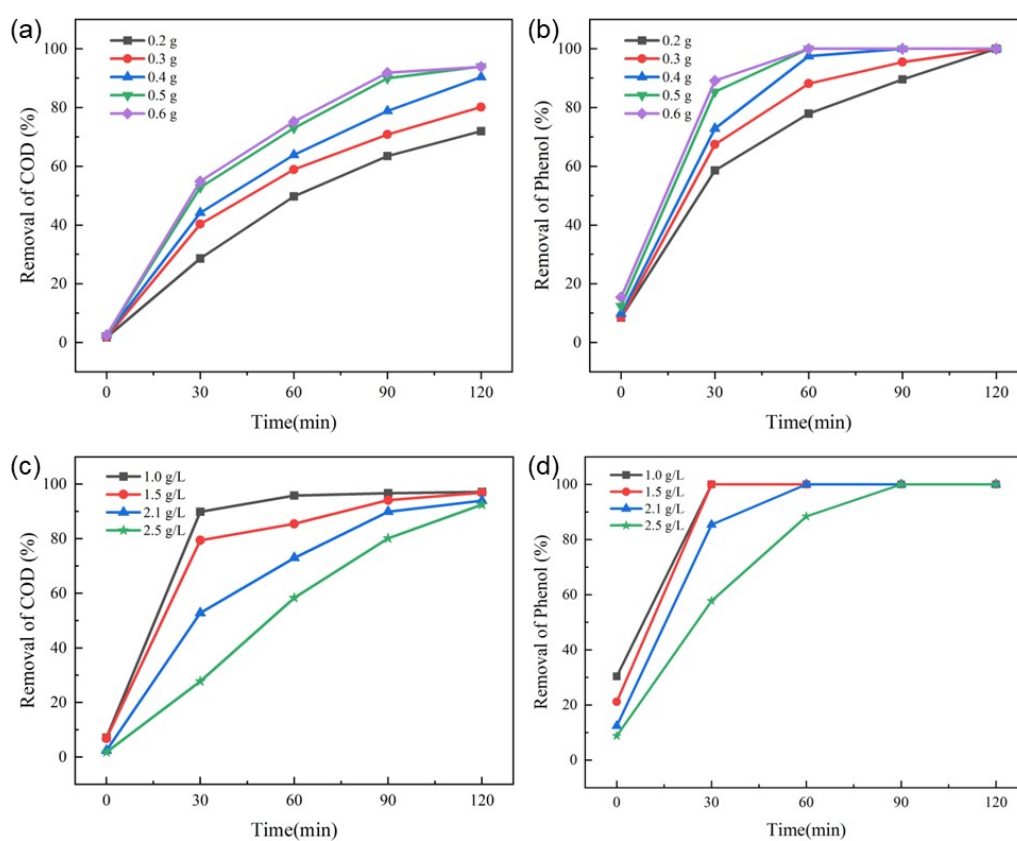 (a)
0.2 g
0.3 g
0.4 g
0.5 g
0.6 g
Removal of COD (%)
100
80
60
40
20
0
0 30 60 90 120
Time(min)
(b)
0.2 g
0.3 g
0.4 g
0.5 g
0.6 g
Removal of Phenol (%)
100
80
60
40
20
0
0 30 60 90 120
Time(min)
(c)
1.0 g/L
1.5 g/L
2.1 g/L
2.5 g/L
Removal of COD (%)
100
80
60
40
20
0
0 30 60 90 120
Time(min)
(d)
1.0 g/L
1.5 g/L
2.1 g/L
2.5 g/L
Removal of Phenol (%)
100
80
60
40
20
0
0 30 60 90 120
Time(min)